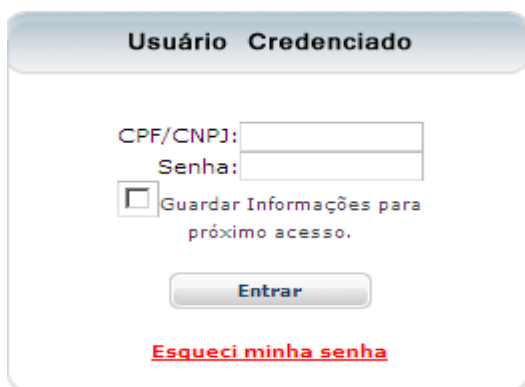 Usuário Credenciado
CPF/CNPJ:
Senha:
Guardar Informações para
próximo acesso.
Entrar
Esqueci minha senha